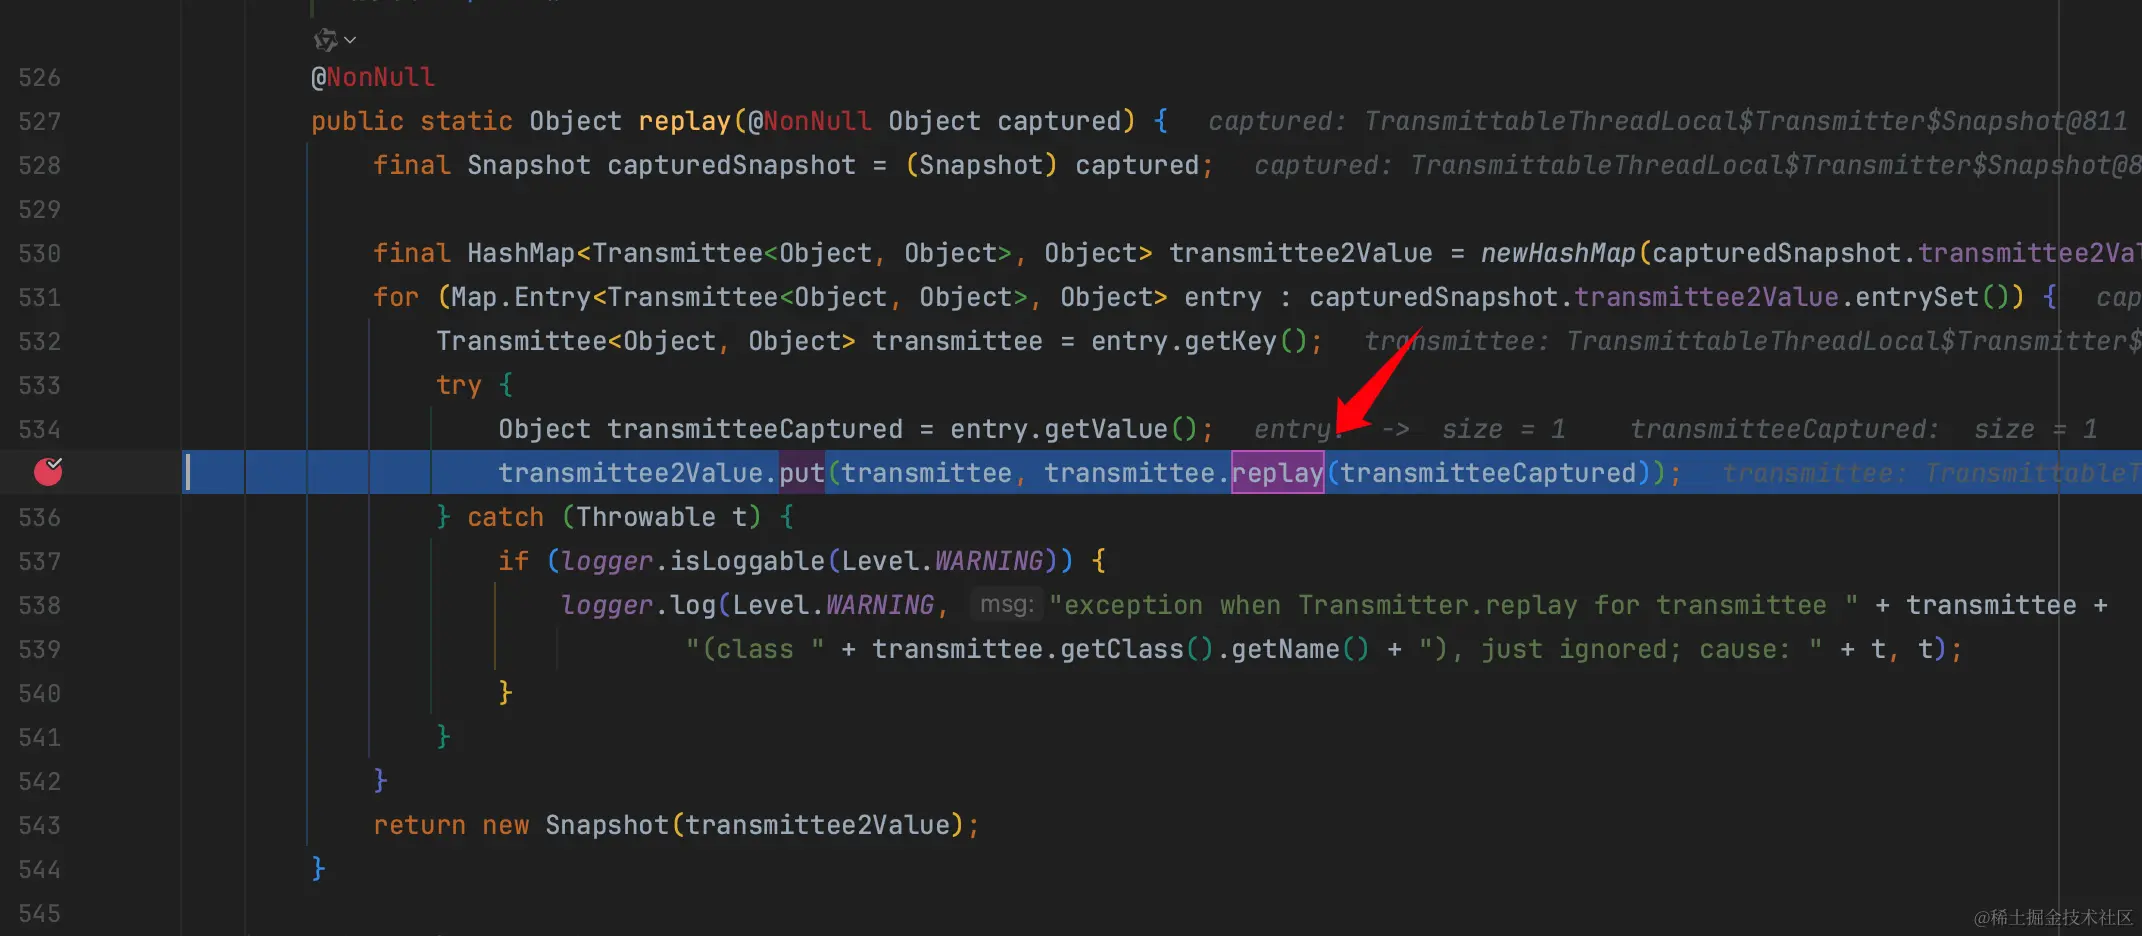 526 @NonNull
527 public static Object replay(@NonNull Object captured) { captured: TransmittableThreadLocal$Transmitter$Snapshot@811
528 final Snapshot capturedSnapshot = (Snapshot) captured; captured: TransmittableThreadLocal$Transmitter$Snapshot@8
529
530 final HashMap<Transmittee<Object, Object>, Object> transmittee2Value = newHashMap(capturedSnapshot.transmittee2Val
531 for (Map.Entry<Transmittee<Object, Object>, Object> entry : capturedSnapshot.transmittee2Value.entrySet()) { cap
532 Transmittee<Object, Object> transmittee = entry.getKey(); transmittee: TransmittableThreadLocal$Transmitter$
533 try {
534 Object transmitteeCaptured = entry.getValue(); entry: -> size = 1 transmitteeCaptured: size = 1
transmittee2Value.put(transmittee, transmittee.replay(transmitteeCaptured)); transmittee: TransmittableT
536 } catch (Throwable t) {
537 if (logger.isLoggable(Level.WARNING)) {
538 logger.log(Level.WARNING, msg: "exception when Transmitter.replay for transmittee " + transmittee +
539 "(class " + transmittee.getClass().getName() + "), just ignored; cause: " + t, t);
540 }
541 }
542 }
543 return new Snapshot(transmittee2Value);
544 }
545
@稀土掘金技术社区